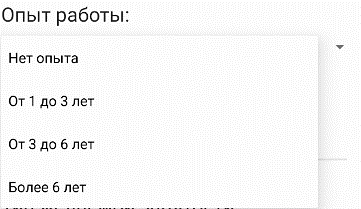 Опыт работы:
Нет опыта
От 1 до 3 лет
От 3 до 6 лет
Более 6 лет